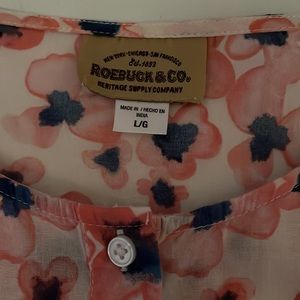 NEW YORK·CHICAGO·SAN FRANCISCO
Est. 1893
ROEBUCK & CO.
HERITAGE SUPPLY COMPANY
MADE IN / HECHO EN
INDIA
L/G